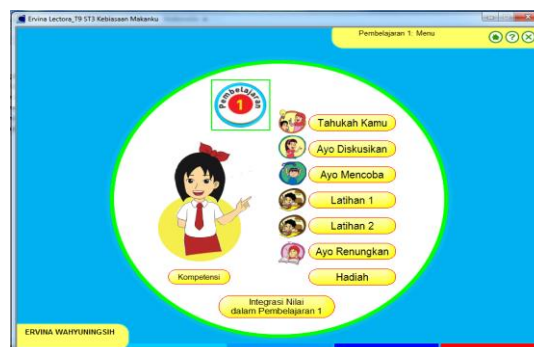 Ervina Lectora_T9 ST3 Kebiasaan Makanku
Pembelajaran 1: Menu
Pembelajaran
1
Tahukah Kamu
Ayo Diskusikan
Ayo Mencoba
Latihan 1
Latihan 2
Ayo Renungkan
Kompetensi
Hadiah
Integrasi Nilai
dalam Pembelajaran 1
ERVINA WAHYUNINGSIH